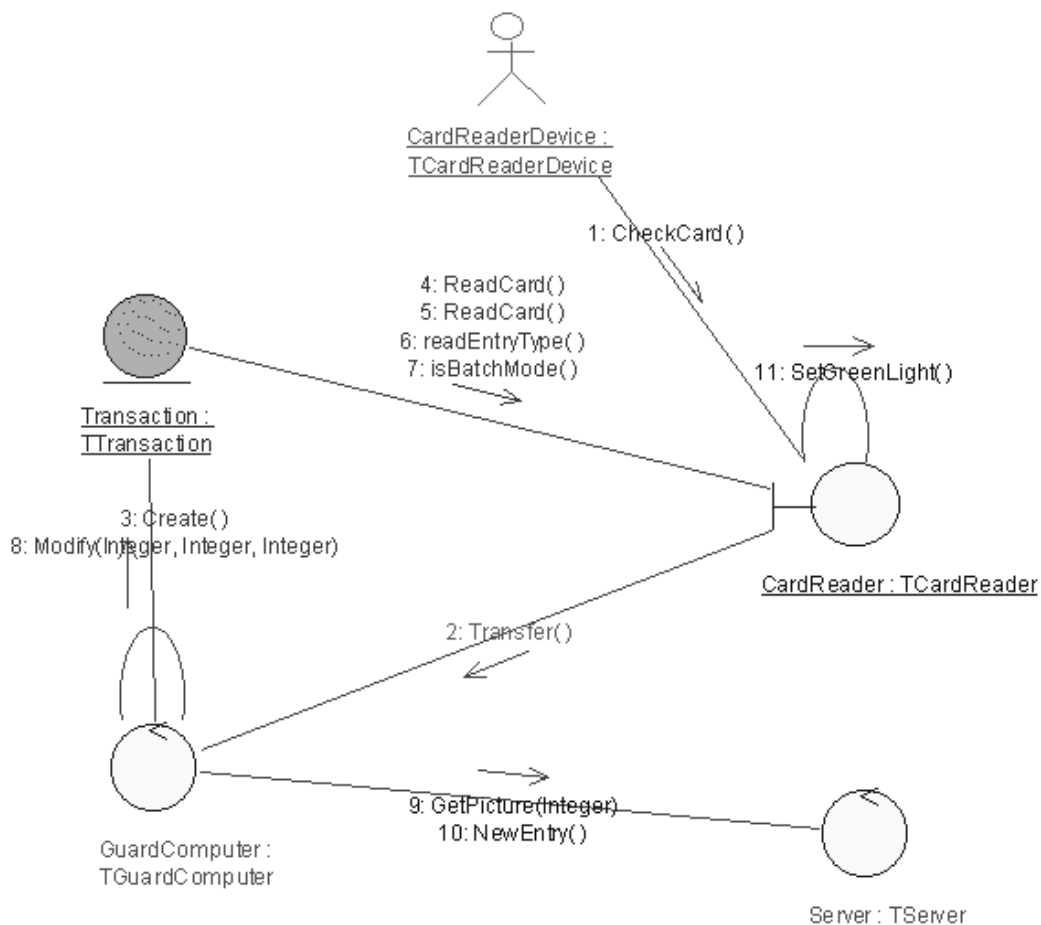 CardReaderDevice :
TCardReaderDevice
1: CheckCard( )
4: ReadCard( )
5: ReadCard( )
6: readEntryType( )
7: isBatchMode( )
11: SetGreenLight( )
Transaction :
TTransaction
3: Create( )
8: Modify(Integer, Integer, Integer)
CardReader : TCardReader
2: Transfer( )
9: GetPicture(Integer)
10: NewEntry( )
GuardComputer :
TGuardComputer
Server : TServer